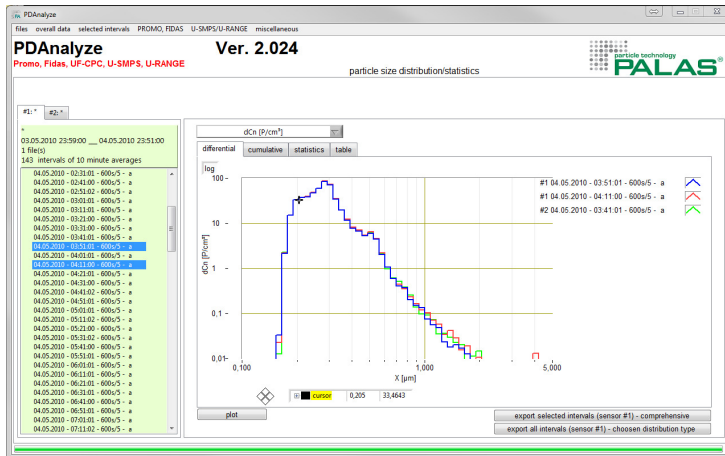 PDAnalyze
files overall data selected intervals PROMO, FIDAS U-SMPS/U-RANGE miscellaneous
PDAnalyze Ver. 2.024
Promo, Fidas, UF-CPC, U-SMPS, U-RANGE
particle size distribution/statistics
particle technology
PALAS®
#1: * #2: *
*
03.05.2010 23:59:00 __ 04.05.2010 23:51:00
1 file(s)
143 intervals of 10 minute averages
04.05.2010 - 02:31:01 - 600s/5 - a
04.05.2010 - 02:41:00 - 600s/5 - a
04.05.2010 - 02:51:02 - 600s/5 - a
04.05.2010 - 03:01:01 - 600s/5 - a
04.05.2010 - 03:11:01 - 600s/5 - a
04.05.2010 - 03:21:00 - 600s/5 - a
04.05.2010 - 03:31:00 - 600s/5 - a
04.05.2010 - 03:41:01 - 600s/5 - a
04.05.2010 - 03:51:01 - 600s/5 - a
04.05.2010 - 04:01:01 - 600s/5 - a
04.05.2010 - 04:11:00 - 600s/5 - a
04.05.2010 - 04:21:01 - 600s/5 - a
04.05.2010 - 04:31:00 - 600s/5 - a
04.05.2010 - 04:41:02 - 600s/5 - a
04.05.2010 - 04:51:01 - 600s/5 - a
04.05.2010 - 05:01:01 - 600s/5 - a
04.05.2010 - 05:11:02 - 600s/5 - a
04.05.2010 - 05:21:00 - 600s/5 - a
04.05.2010 - 05:31:02 - 600s/5 - a
04.05.2010 - 05:41:00 - 600s/5 - a
04.05.2010 - 05:51:01 - 600s/5 - a
04.05.2010 - 06:01:01 - 600s/5 - a
04.05.2010 - 06:11:01 - 600s/5 - a
04.05.2010 - 06:21:01 - 600s/5 - a
04.05.2010 - 06:31:01 - 600s/5 - a
04.05.2010 - 06:41:00 - 600s/5 - a
04.05.2010 - 06:51:01 - 600s/5 - a
04.05.2010 - 07:01:01 - 600s/5 - a
04.05.2010 - 07:11:02 - 600s/5 - a
dCn [P/cm³]
differential cumulative statistics table
log
100 -
10 -
1 -
0,1 -
0,01-
dCn [P/cm³]
0,100 1,000 5,000
X [µm]
#1 04.05.2010 - 03:51:01 - 600s/5 - a
#1 04.05.2010 - 04:11:00 - 600s/5 - a
#2 04.05.2010 - 03:41:01 - 600s/5 - a
cursor 0,205 33,4643
plot
export selected intervals (sensor #1) - comprehensive
export all intervals (sensor #1) - choosen distribution type